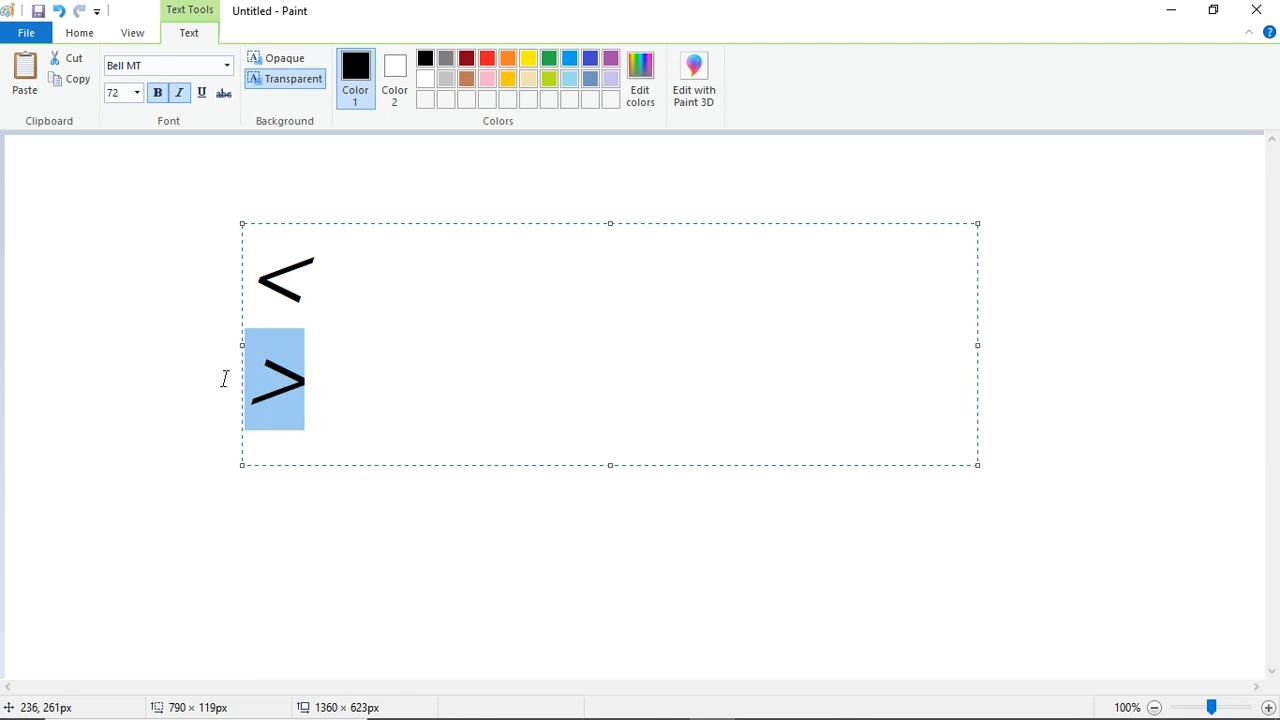 Text Tools
Untitled - Paint
File
Home
View
Text
Paste
Cut
Copy
Clipboard
Bell MT
72
B I U abc
Font
Opaque
Transparent
Background
Color 1
Color 2
Edit colors
Colors
Edit with Paint 3D
<
>
236, 261px
790 × 119px
1360 × 623px
100%